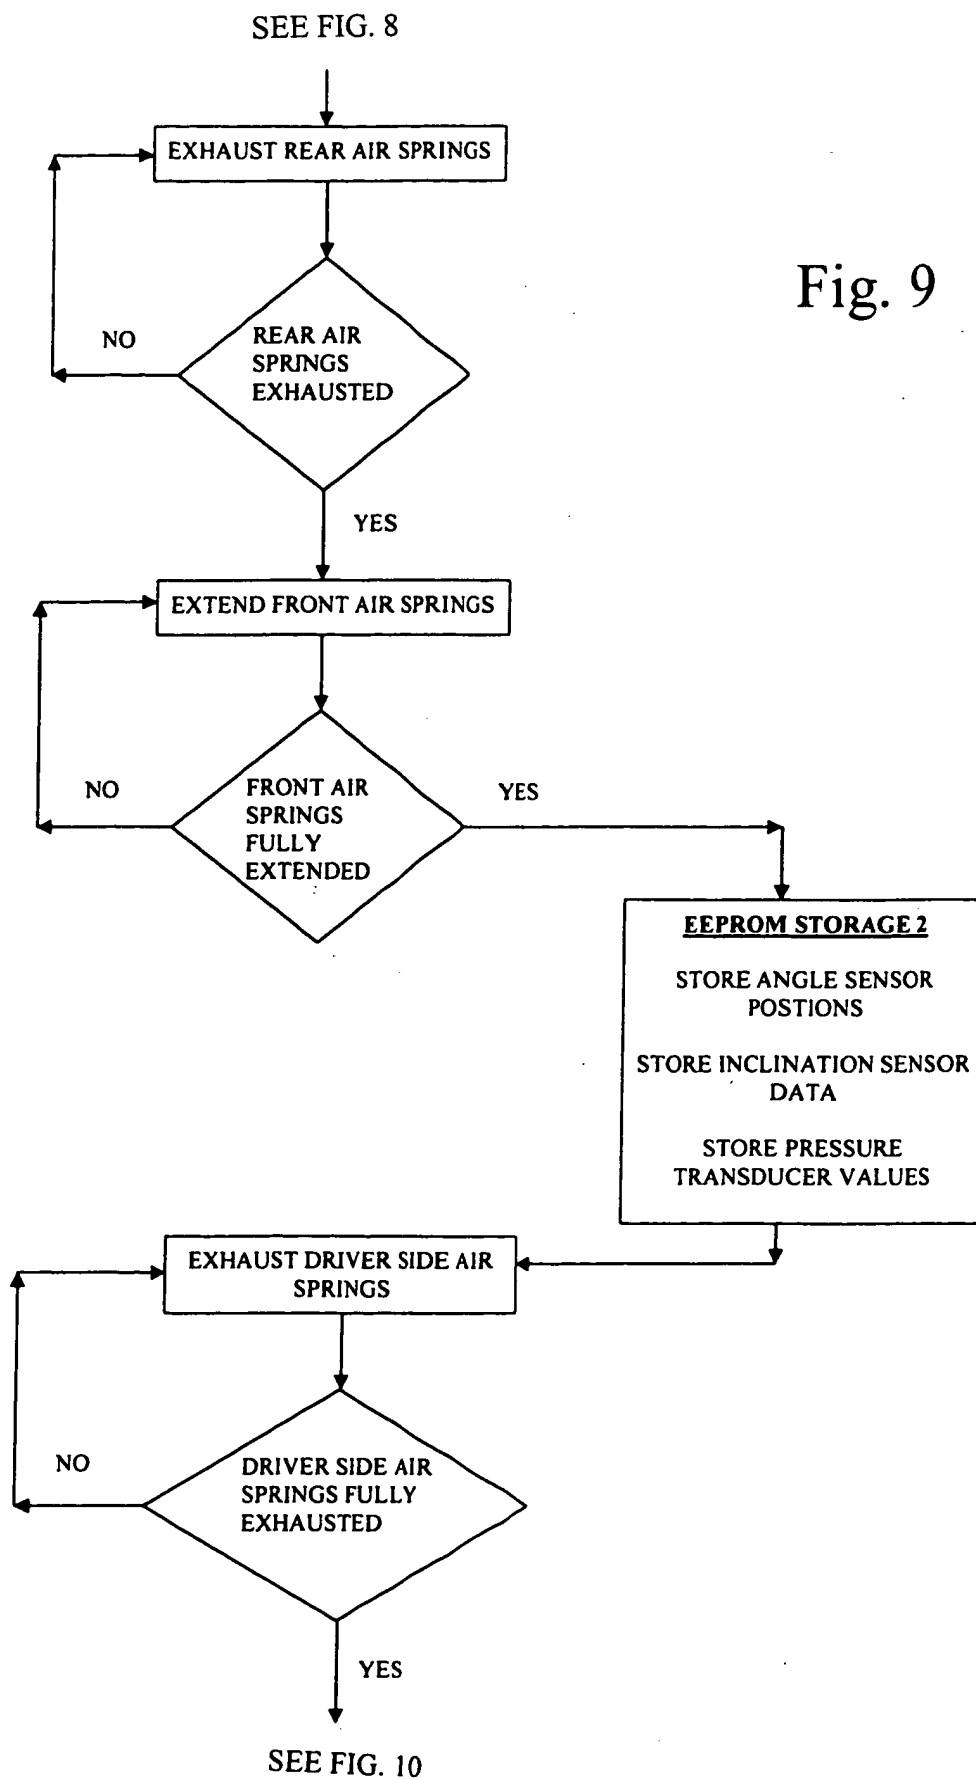 SEE FIG. 8
EXHAUST REAR AIR SPRINGS
Fig. 9
NO
REAR AIR
SPRINGS
EXHAUSTED
YES
EXTEND FRONT AIR SPRINGS
NO
FRONT AIR
SPRINGS
FULLY
EXTENDED
YES
EEPROM STORAGE 2
STORE ANGLE SENSOR
POSTIONS
STORE INCLINATION SENSOR
DATA
STORE PRESSURE
TRANSDUCER VALUES
EXHAUST DRIVER SIDE AIR
SPRINGS
NO
DRIVER SIDE AIR
SPRINGS FULLY
EXHAUSTED
YES
SEE FIG. 10